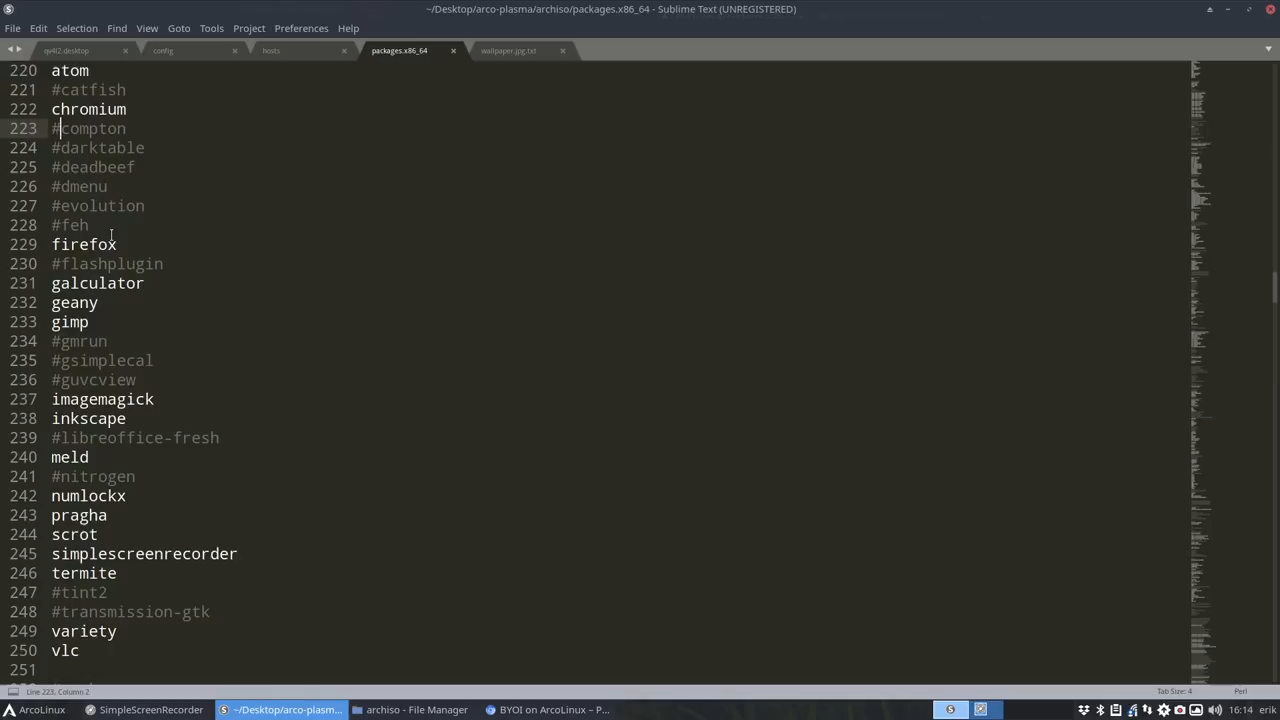 ~/Desktop/arco-plasma/archiso/packages.x86_64 - Sublime Text (UNREGISTERED)
File Edit Selection Find View Goto Tools Project Preferences Help
qv4l2.desktop config hosts packages.x86_64 wallpaper.jpg.txt
220 atom
221 #catfish
222 chromium
223 #compton
224 #darktable
225 #deadbeef
226 #dmenu
227 #evolution
228 #feh
229 firefox
230 #flashplugin
231 galculator
232 geany
233 gimp
234 #gmrun
235 #gsimplecal
236 #guvcview
237 imagemagick
238 inkscape
239 #libreoffice-fresh
240 meld
241 #nitrogen
242 numlockx
243 pragha
244 scrot
245 simplescreenrecorder
246 termite
247 #tint2
248 #transmission-gtk
249 variety
250 vlc
251
Line 223, Column 2 Tab Size: 4 Perl
ArcoLinux SimpleScreenRecorder ~/Desktop/arco-plasm... archiso - File Manager BYOI on ArcoLinux – P... 16:14 erik